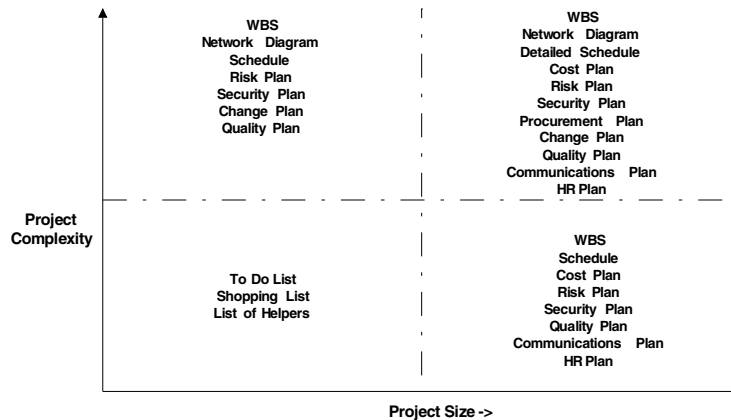 WBS
Network Diagram
Schedule
Risk Plan
Security Plan
Change Plan
Quality Plan
WBS
Network Diagram
Detailed Schedule
Cost Plan
Risk Plan
Security Plan
Procurement Plan
Change Plan
Quality Plan
Communications Plan
HR Plan
Project
Complexity
To Do List
Shopping List
List of Helpers
WBS
Schedule
Cost Plan
Risk Plan
Security Plan
Quality Plan
Communications Plan
HR Plan
Project Size ->